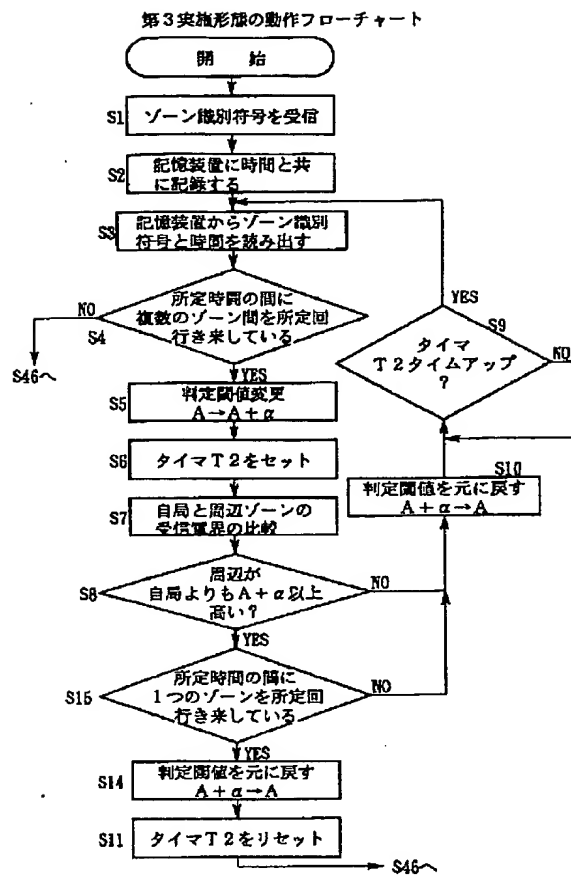 第3実施形態の動作フローチャート
開 始
S1
ゾーン識別符号を受信
S2
記憶装置に時間と共
に記録する
S3
記憶装置からゾーン識別
符号と時間を読み出す
NO
S4
所定時間の間に
複数のゾーン間を所定回
行き来している
S46へ
YES
S5
判定閾値変更
A→A+α
S6
タイマT2をセット
S7
自局と周辺ゾーンの
受信電界の比較
S8
周辺が
自局よりもA+α以上
高い?
NO
YES
S15
所定時間の間に
1つのゾーンを所定回
行き来している
NO
YES
S14
判定閾値を元に戻す
A+α→A
S11
タイマT2をリセット
S46へ
YES
S9
タイマ
T2タイムアップ
?
NO
S10
判定閾値を元に戻す
A+α→A